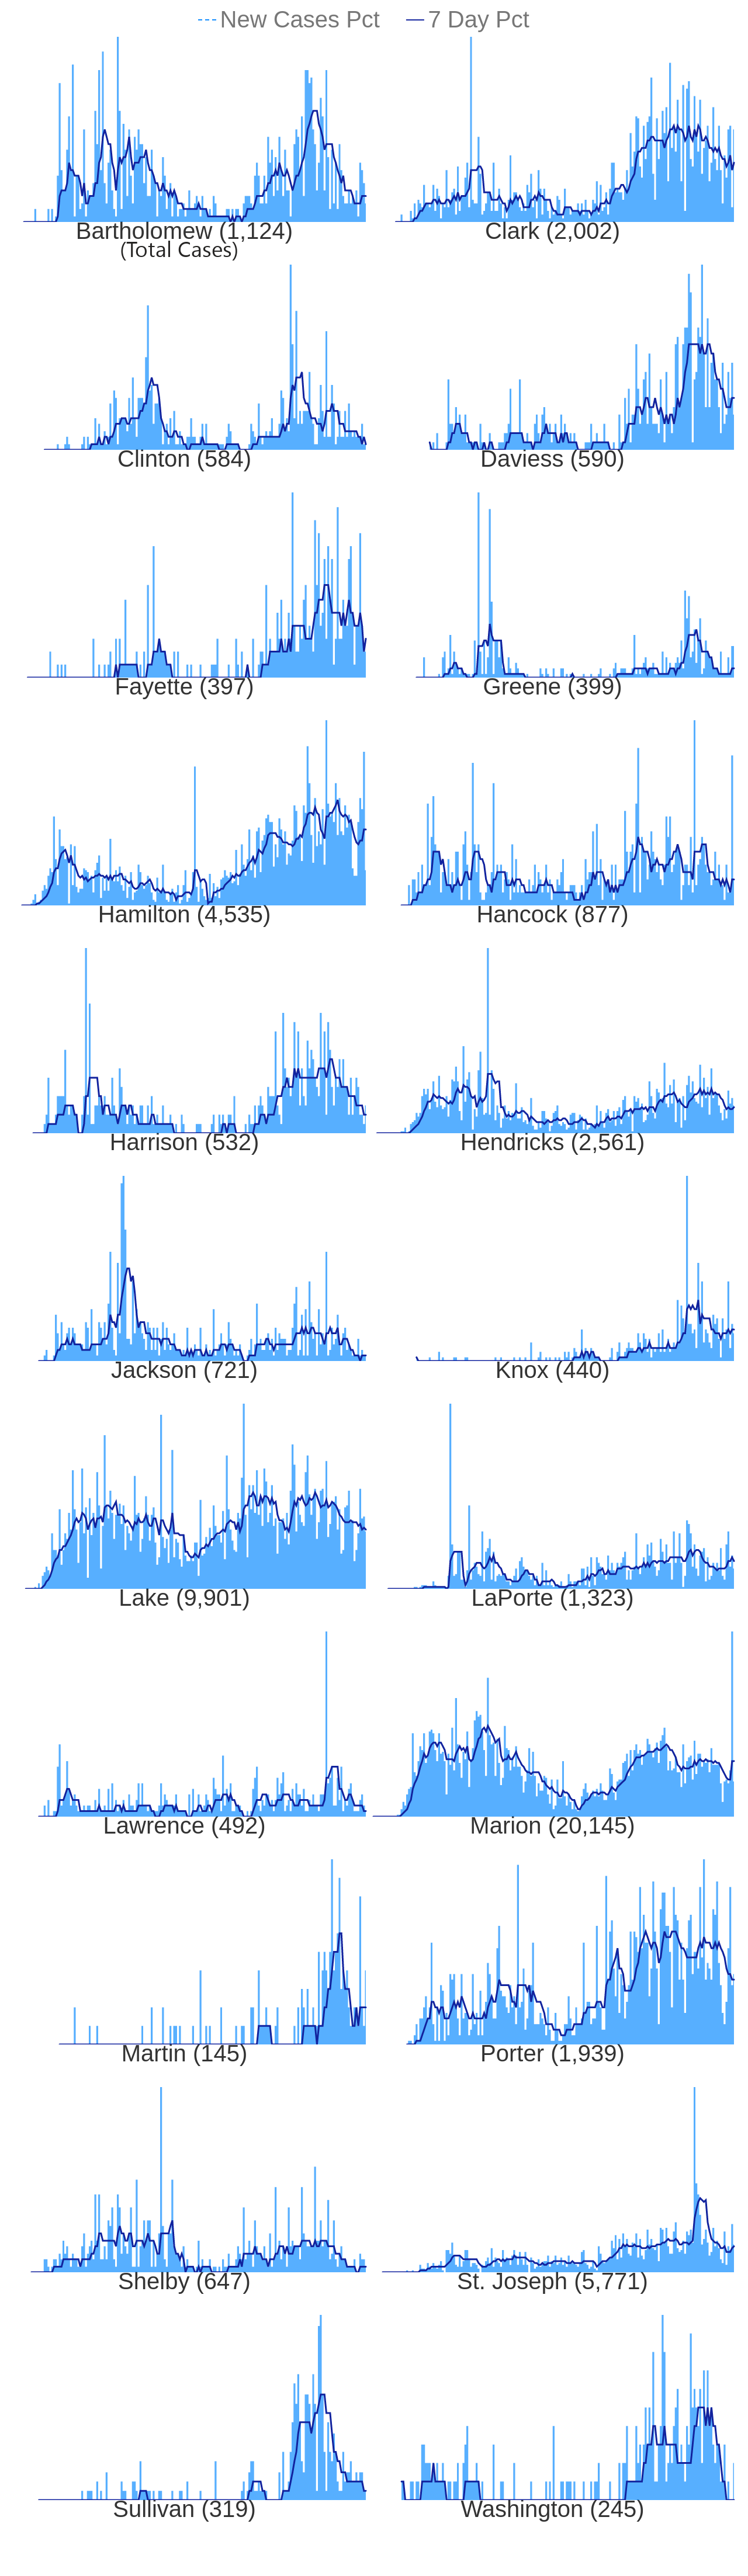 New Cases Pct 7 Day Pct
Bartholomew (1,124) Clark (2,002)
(Total Cases)
Clinton (584) Daviess (590)
Fayette (397) Greene (399)
Hamilton (4,535) Hancock (877)
Harrison (532) Hendricks (2,561)
Jackson (721) Knox (440)
Lake (9,901) LaPorte (1,323)
Lawrence (492) Marion (20,145)
Martin (145) Porter (1,939)
Shelby (647) St. Joseph (5,771)
Sullivan (319) Washington (245)